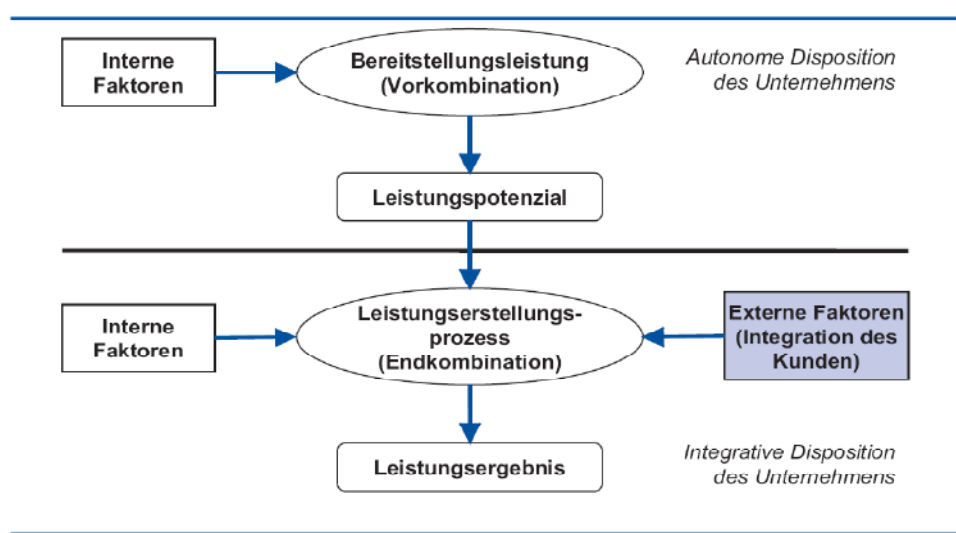 Interne
Faktoren
Bereitstellungsleistung
(Vorkombination)
Autonome Disposition
des Unternehmens
Leistungspotenzial
Interne
Faktoren
Leistungserstellungs-
prozess
(Endkombination)
Externe Faktoren
(Integration des
Kunden)
Leistungsergebnis
Integrative Disposition
des Unternehmens